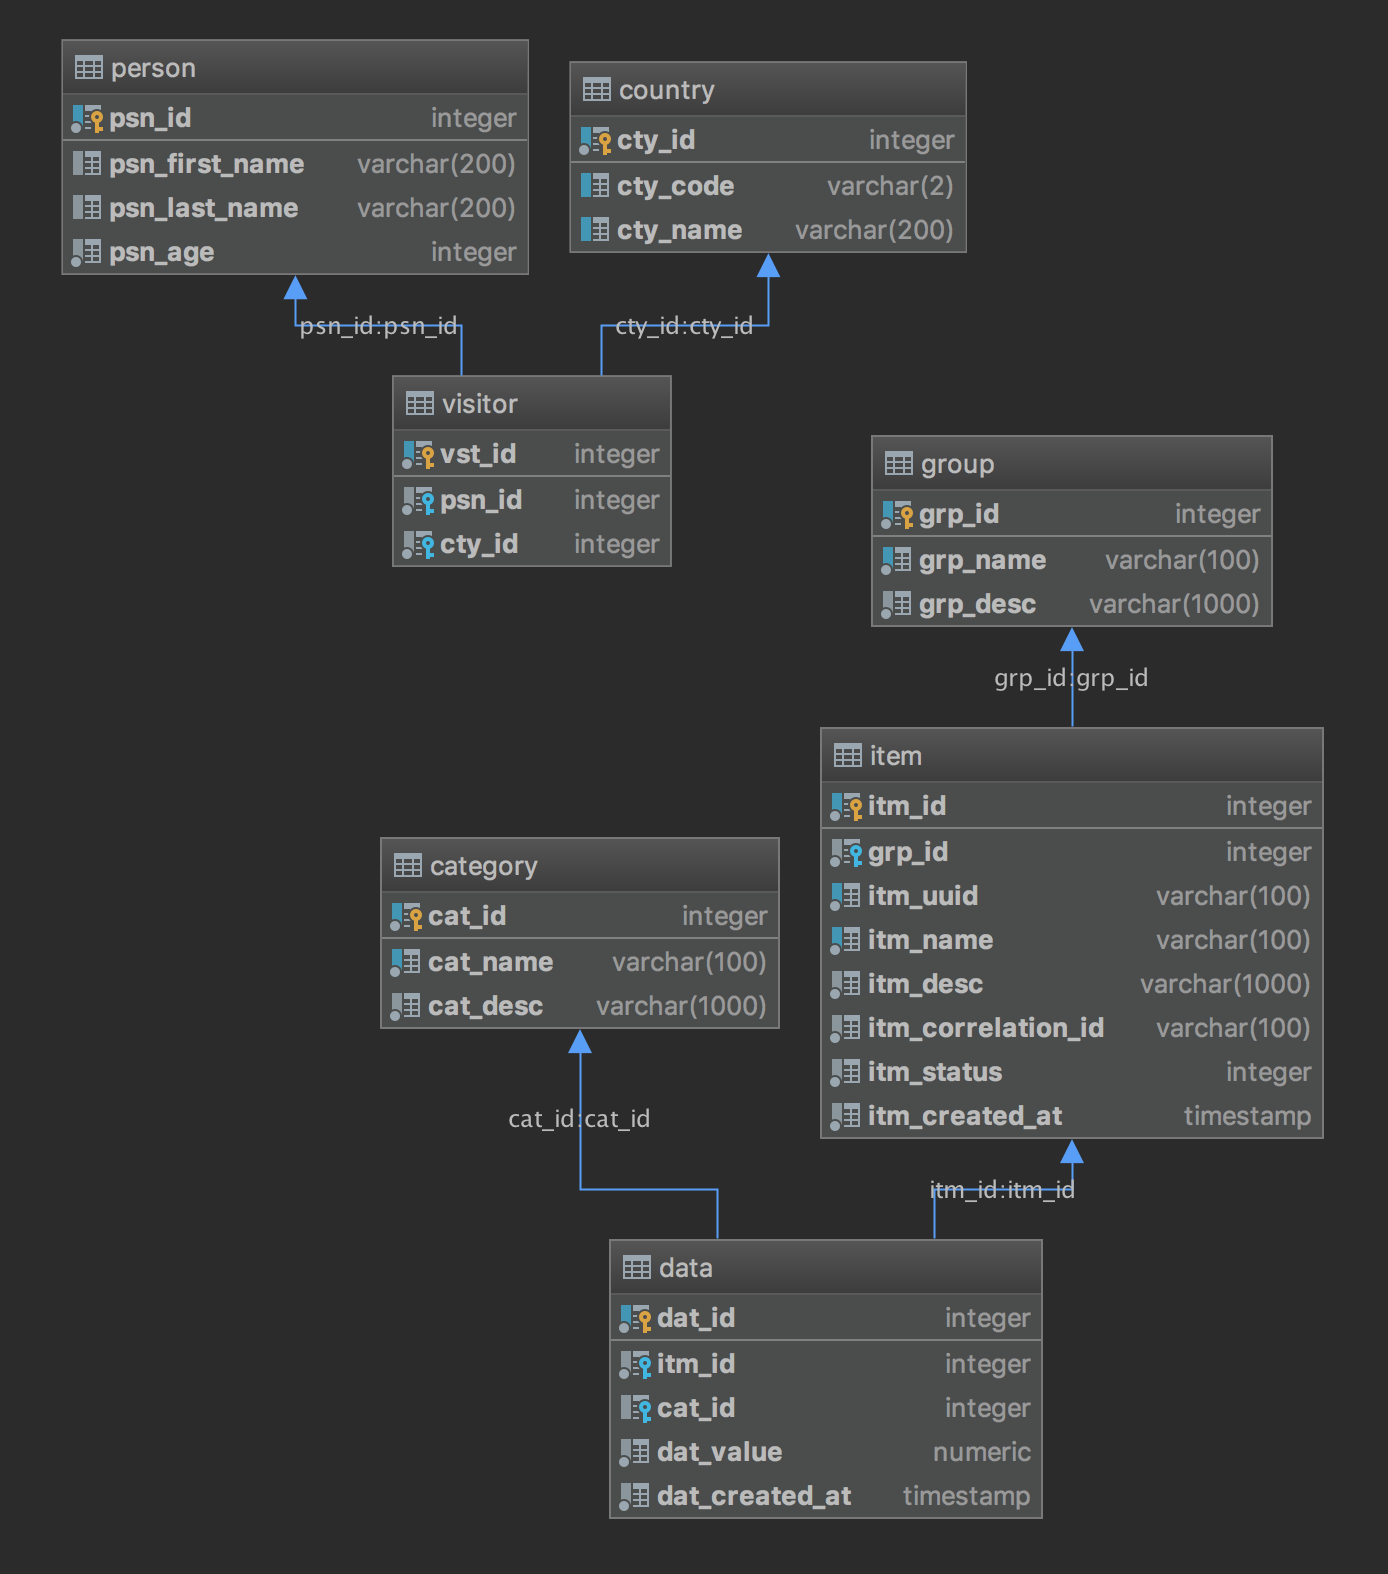 person
psn_id integer
psn_first_name varchar(200)
psn_last_name varchar(200)
psn_age integer
country
cty_id integer
cty_code varchar(2)
cty_name varchar(200)
psn_id:psn_id
cty_id:cty_id
visitor
vst_id integer
psn_id integer
cty_id integer
group
grp_id integer
grp_name varchar(100)
grp_desc varchar(1000)
grp_id:grp_id
item
itm_id integer
grp_id integer
itm_uuid varchar(100)
itm_name varchar(100)
itm_desc varchar(1000)
itm_correlation_id varchar(100)
itm_status integer
itm_created_at timestamp
category
cat_id integer
cat_name varchar(100)
cat_desc varchar(1000)
cat_id:cat_id
itm_id:itm_id
data
dat_id integer
itm_id integer
cat_id integer
dat_value numeric
dat_created_at timestamp